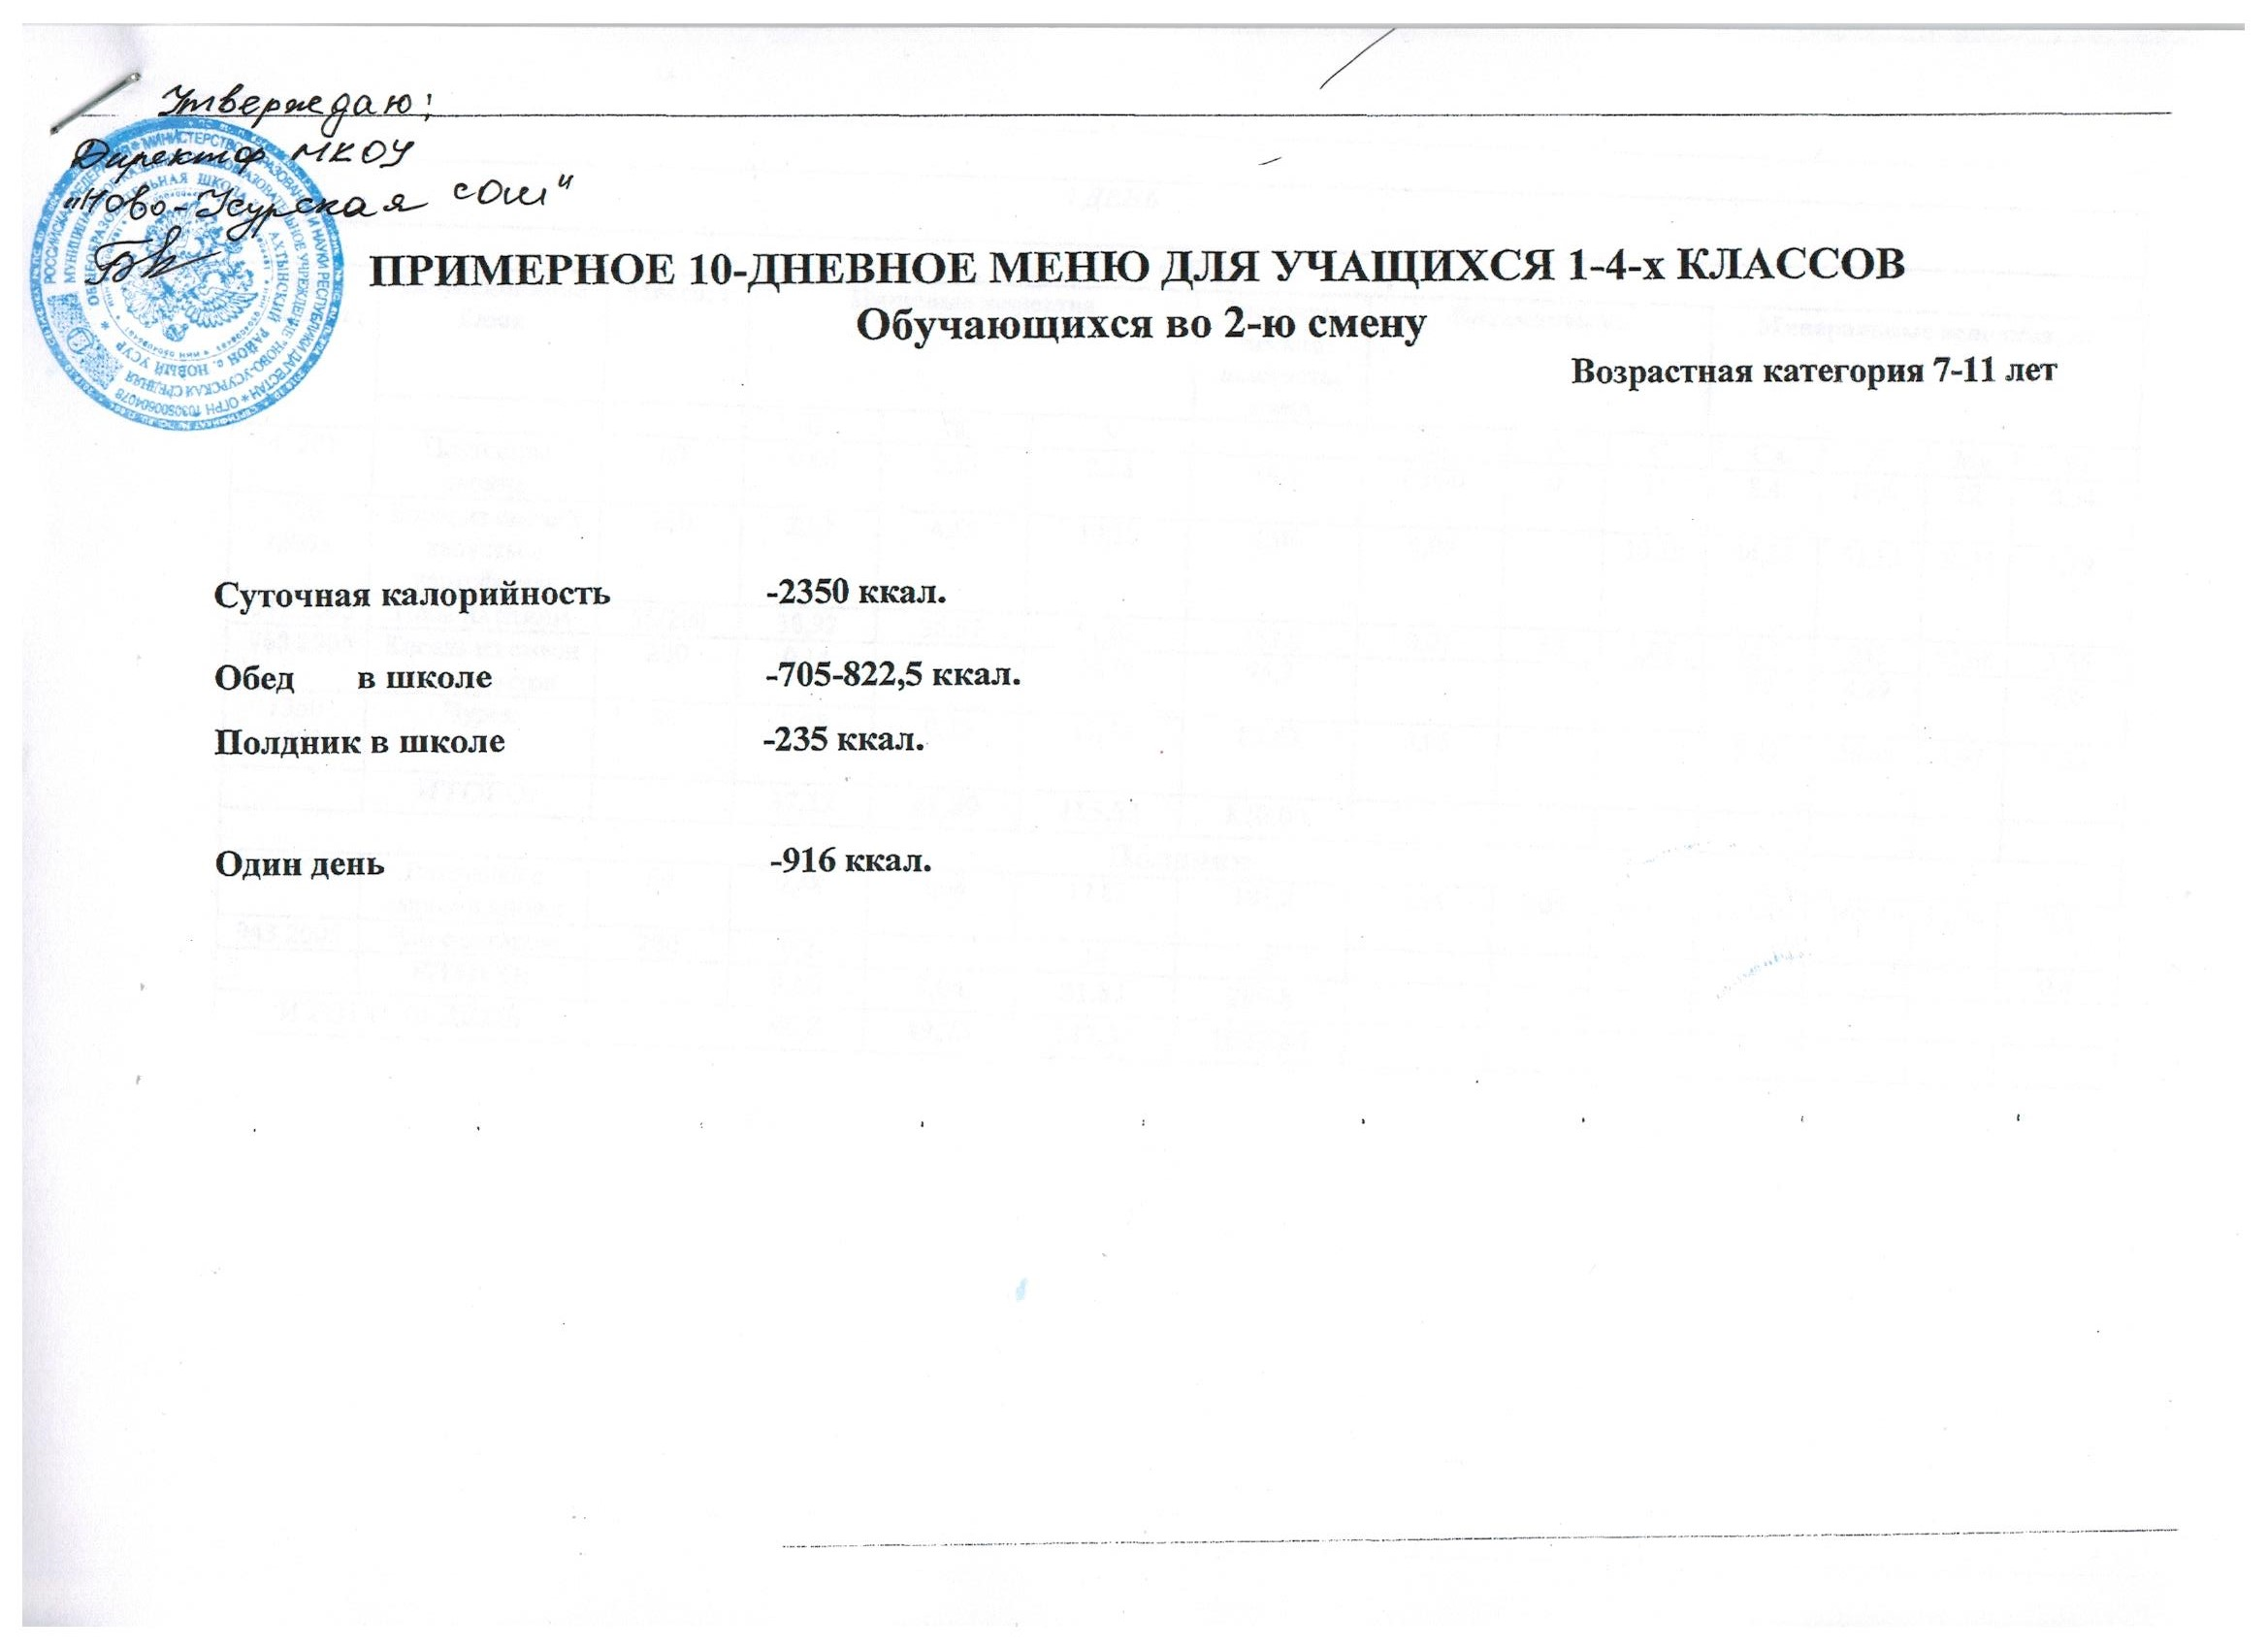 Утверждаю:
Директор МКОУ
"Ново-Усурская сош"
ПРИМЕРНОЕ 10-ДНЕВНОЕ МЕНЮ ДЛЯ УЧАЩИХСЯ 1-4-х КЛАССОВ
Обучающихся во 2-ю смену
Возрастная категория 7-11 лет
Суточная калорийность -2350 ккал.
Обед в школе -705-822,5 ккал.
Полдник в школе -235 ккал.
Один день -916 ккал.